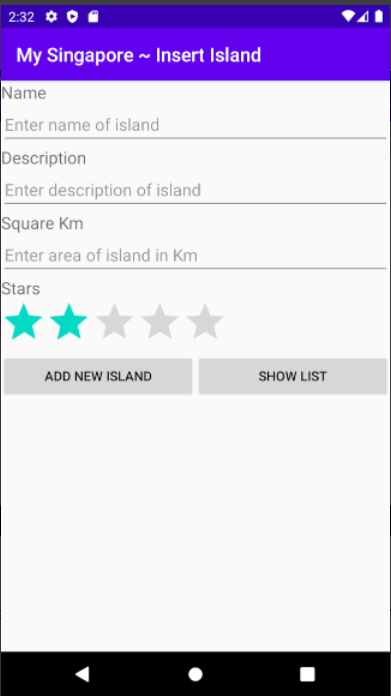 2:32
My Singapore ~ Insert Island
Name
Enter name of island
Description
Enter description of island
Square Km
Enter area of island in Km
Stars
ADD NEW ISLAND SHOW LIST